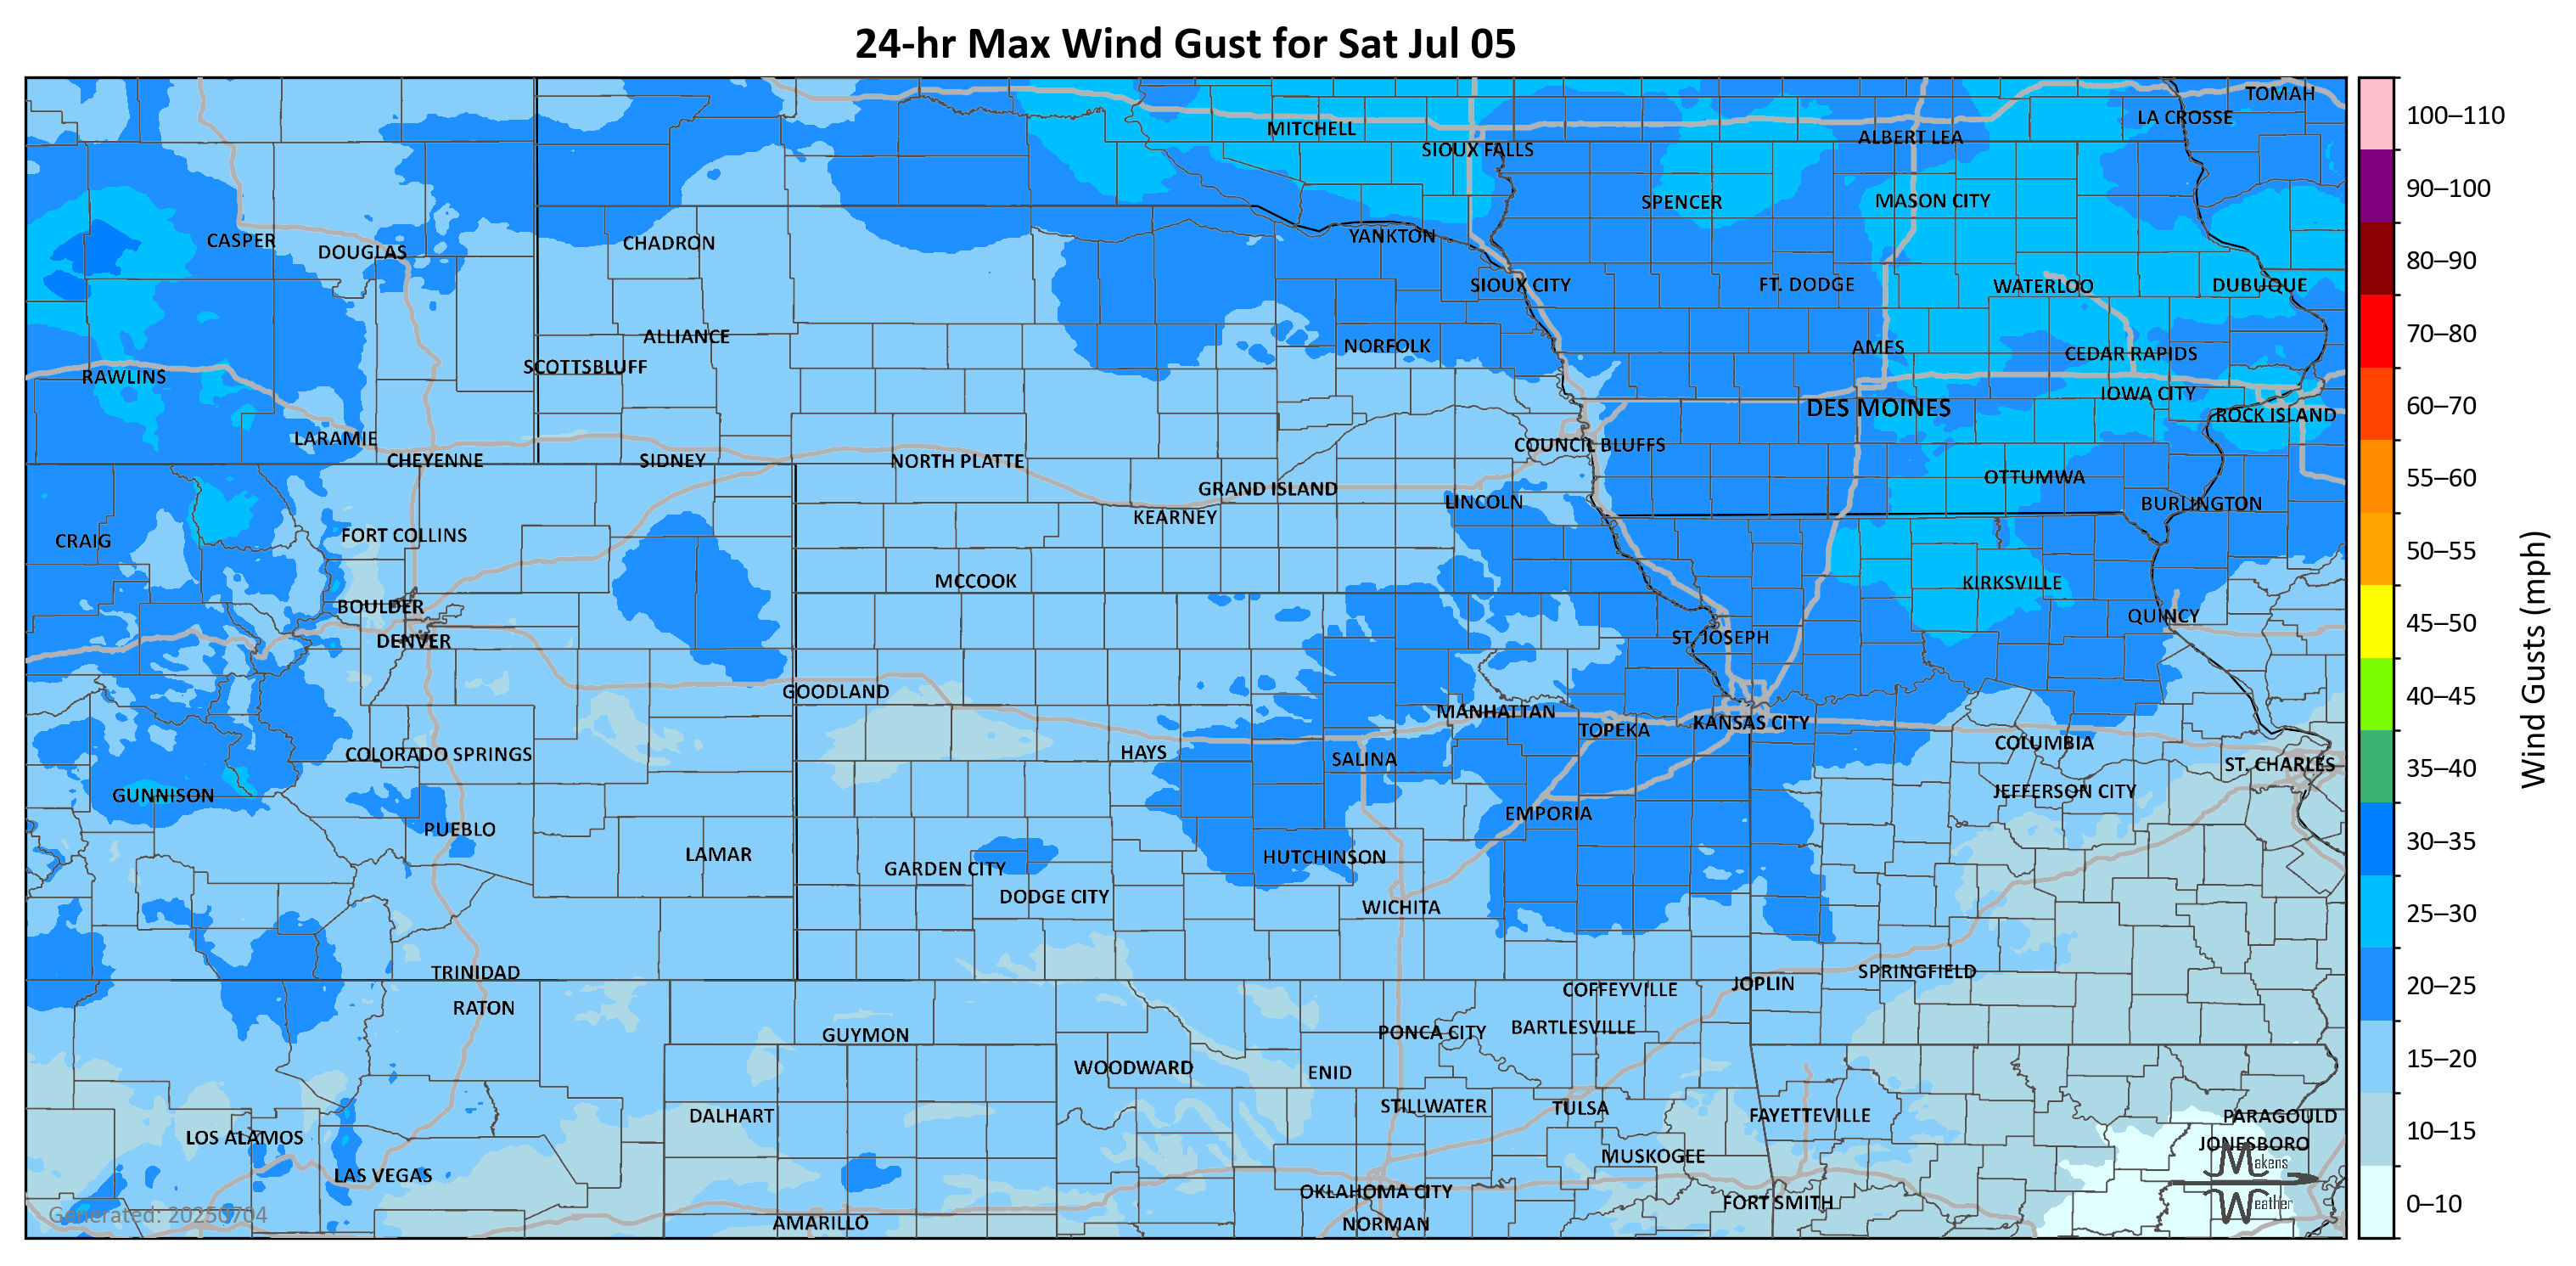 24-hr Max Wind Gust for Sat Jul 05
TOMAH
LA CROSSE
MITCHELL
ALBERT LEA
SIOUX FALLS
SPENCER
MASON CITY
CASPER
DOUGLAS
CHADRON
YANKTON
SIOUX CITY
FT. DODGE
WATERLOO
DUBUQUE
ALLIANCE
NORFOLK
AMES
CEDAR RAPIDS
SCOTTSBLUFF
RAWLINS
IOWA CITY
DES MOINES
ROCK ISLAND
LARAMIE
COUNCIL BLUFFS
CHEYENNE
SIDNEY
NORTH PLATTE
OTTUMWA
GRAND ISLAND
LINCOLN
BURLINGTON
KEARNEY
CRAIG
FORT COLLINS
MCCOOK
KIRKSVILLE
BOULDER
QUINCY
DENVER
ST. JOSEPH
GOODLAND
MANHATTAN
KANSAS CITY
TOPEKA
COLUMBIA
COLORADO SPRINGS
HAYS
SALINA
ST. CHARLES
GUNNISON
JEFFERSON CITY
EMPORIA
PUEBLO
LAMAR
HUTCHINSON
GARDEN CITY
DODGE CITY
WICHITA
TRINIDAD
SPRINGFIELD
JOPLIN
COFFEYVILLE
RATON
GUYMON
PONCA CITY
BARTLESVILLE
WOODWARD
ENID
STILLWATER
TULSA
DALHART
FAYETTEVILLE
PARAGOULD
LOS ALAMOS
JONESBORO
MUSKOGEE
LAS VEGAS
OKLAHOMA CITY
FORT SMITH
AMARILLO
NORMAN
Generated: 20250704
Makens
Weather
100–110
90–100
80–90
70–80
60–70
55–60
50–55
45–50
40–45
35–40
30–35
25–30
20–25
15–20
10–15
0–10
Wind Gusts (mph)